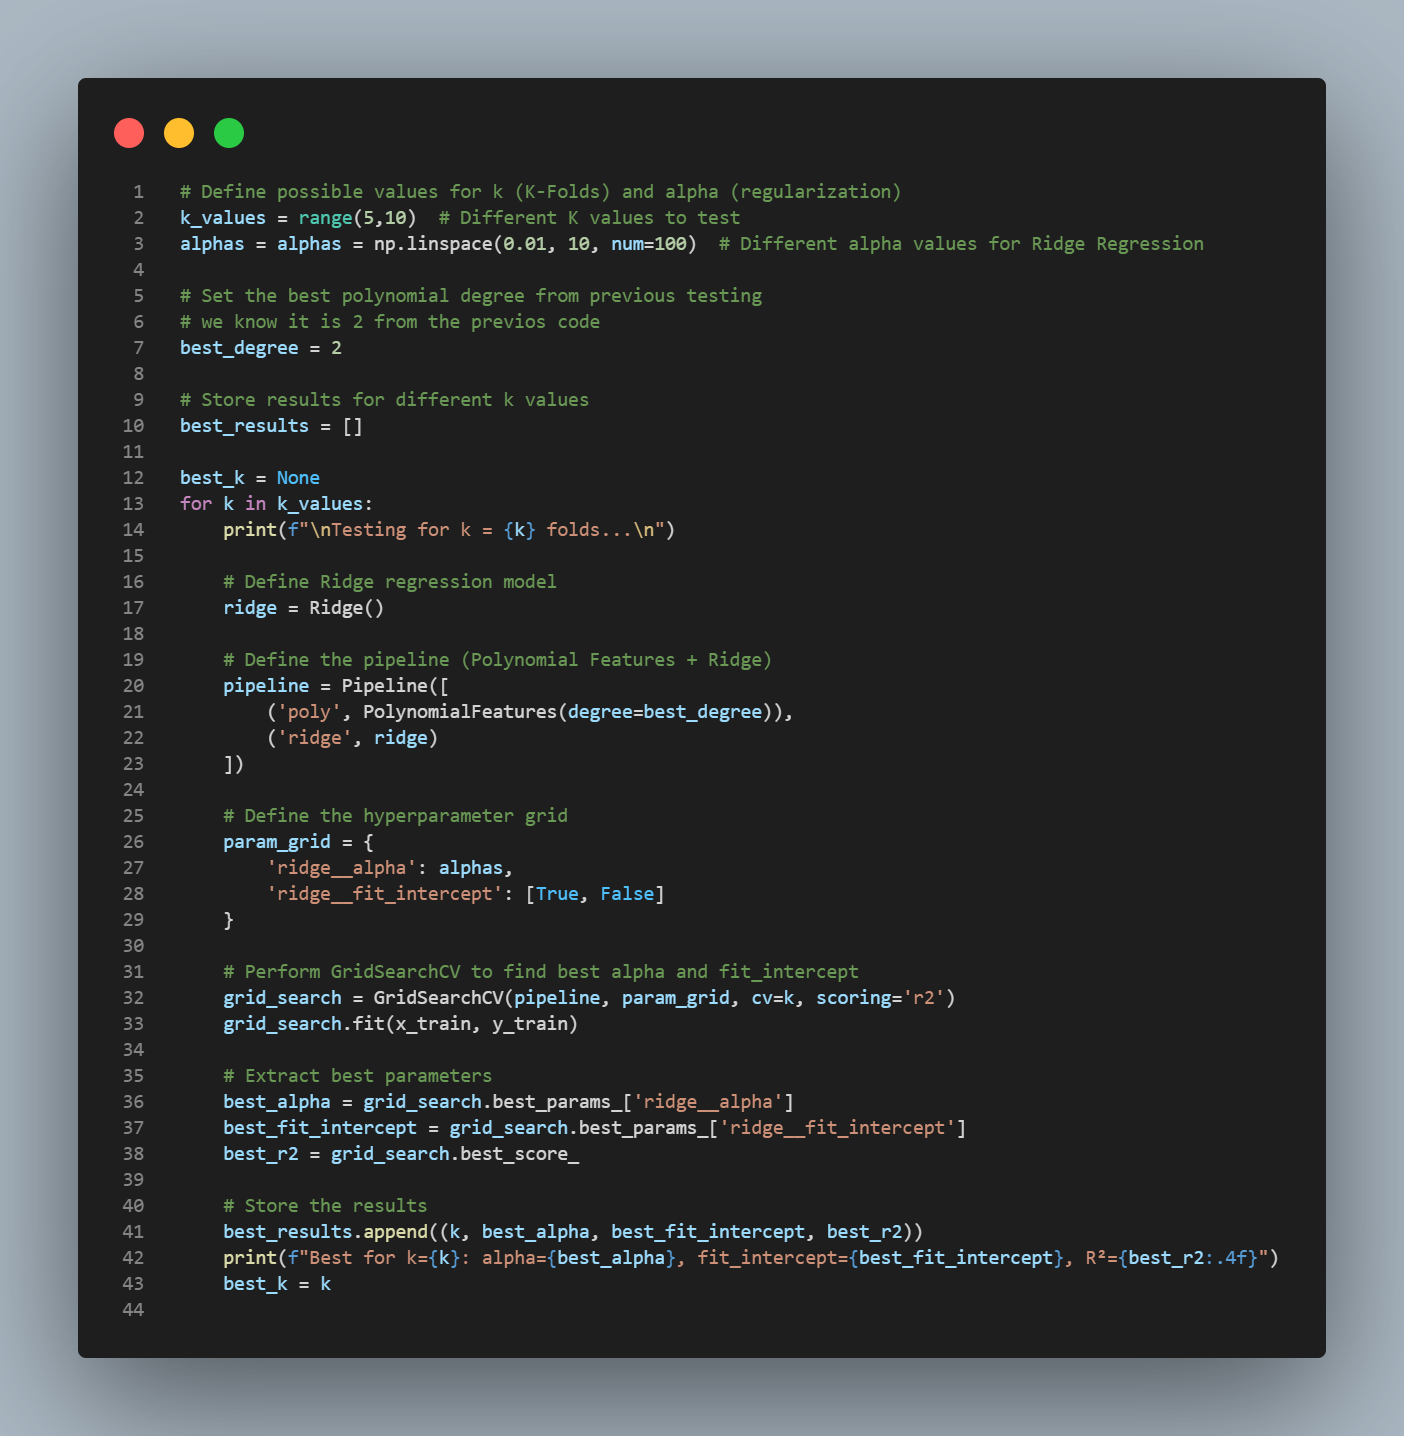 1 # Define possible values for k (K-Folds) and alpha (regularization)
2 k_values = range(5,10)  # Different K values to test
3 alphas = alphas = np.linspace(0.01, 10, num=100)  # Different alpha values for Ridge Regression
4
5 # Set the best polynomial degree from previous testing
6 # we know it is 2 from the previos code
7 best_degree = 2
8
9 # Store results for different k values
10 best_results = []
11
12 best_k = None
13 for k in k_values:
14     print(f"\nTesting for k = {k} folds...\n")
15
16     # Define Ridge regression model
17     ridge = Ridge()
18
19     # Define the pipeline (Polynomial Features + Ridge)
20     pipeline = Pipeline([
21         ('poly', PolynomialFeatures(degree=best_degree)),
22         ('ridge', ridge)
23     ])
24
25     # Define the hyperparameter grid
26     param_grid = {
27         'ridge__alpha': alphas,
28         'ridge__fit_intercept': [True, False]
29     }
30
31     # Perform GridSearchCV to find best alpha and fit_intercept
32     grid_search = GridSearchCV(pipeline, param_grid, cv=k, scoring='r2')
33     grid_search.fit(x_train, y_train)
34
35     # Extract best parameters
36     best_alpha = grid_search.best_params_['ridge__alpha']
37     best_fit_intercept = grid_search.best_params_['ridge__fit_intercept']
38     best_r2 = grid_search.best_score_
39
40     # Store the results
41     best_results.append((k, best_alpha, best_fit_intercept, best_r2))
42     print(f"Best for k={k}: alpha={best_alpha}, fit_intercept={best_fit_intercept}, R²={best_r2:.4f}")
43     best_k = k
44